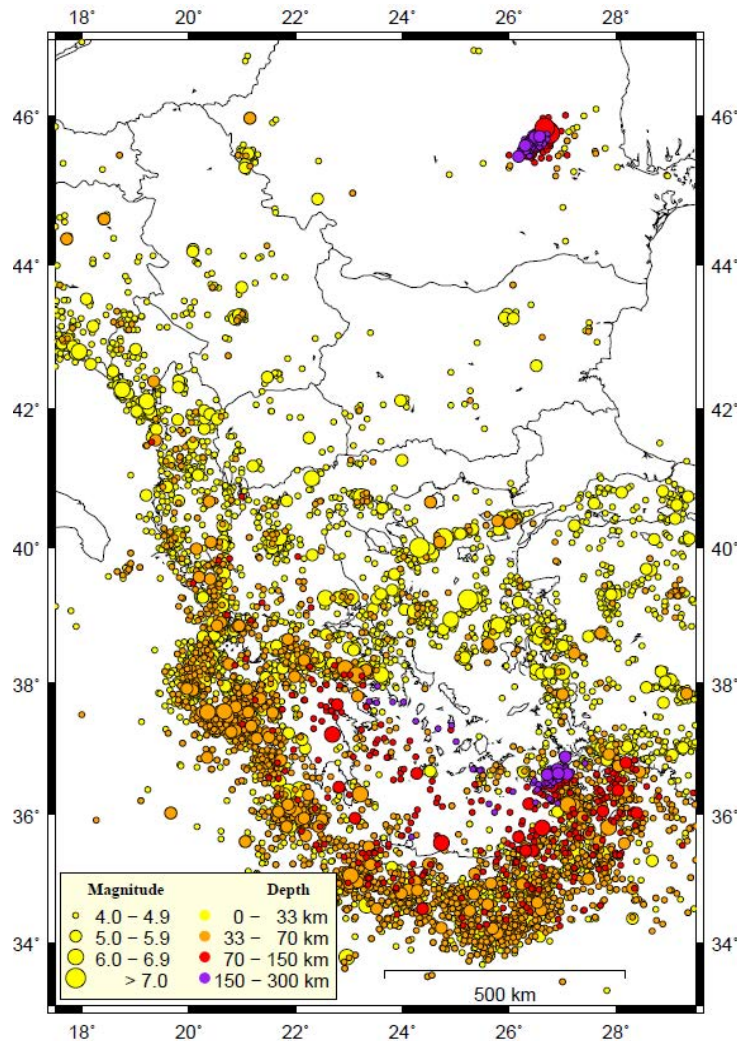 18° 20° 22° 24° 26° 28°
46° 46°
44° 44°
42° 42°
40° 40°
38° 38°
36° 36°
34° 34°
Magnitude Depth
4.0 – 4.9 0 – 33 km
5.0 – 5.9 33 – 70 km
6.0 – 6.9 70 – 150 km
> 7.0 150 – 300 km
500 km
18° 20° 22° 24° 26° 28°